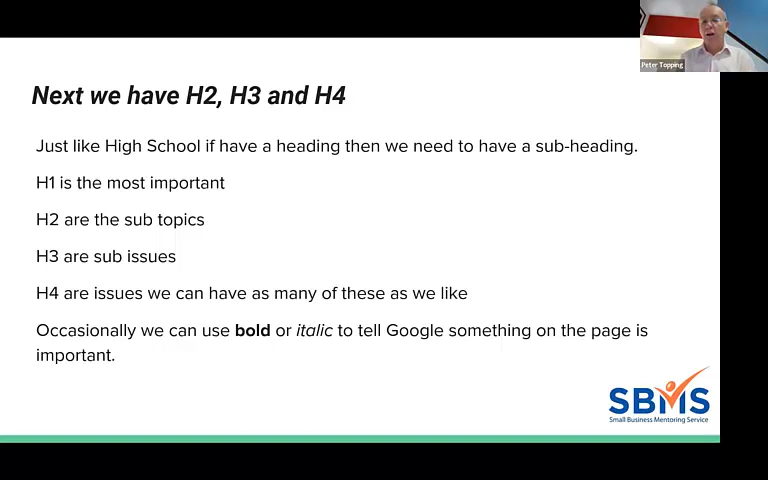 Peter Topping
Next we have H2, H3 and H4
Just like High School if have a heading then we need to have a sub-heading.
H1 is the most important
H2 are the sub topics
H3 are sub issues
H4 are issues we can have as many of these as we like
Occasionally we can use bold or italic to tell Google something on the page is
important.
SBMS
Small Business Mentoring Service